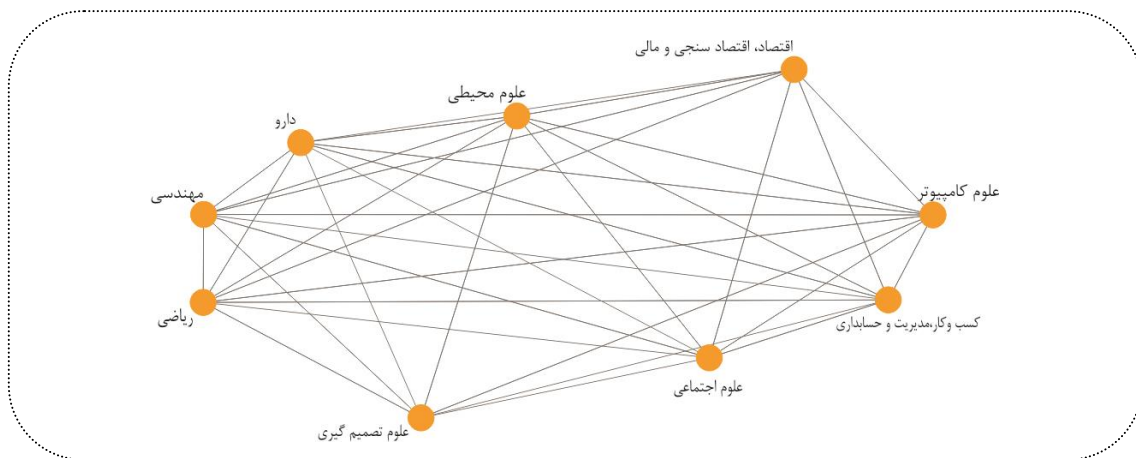 اقتصاد، اقتصاد سنجی و مالی
علوم محیطی
دارو
علوم کامپیوتر
مهندسی
ریاضی
کسب وکار،مدیریت و حسابداری
علوم اجتماعی
علوم تصمیم گیری